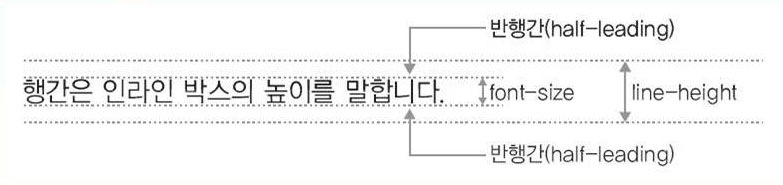 반행간(half-leading)
행간은 인라인 박스의 높이를 말합니다.
font-size
line-height
반행간(half-leading)